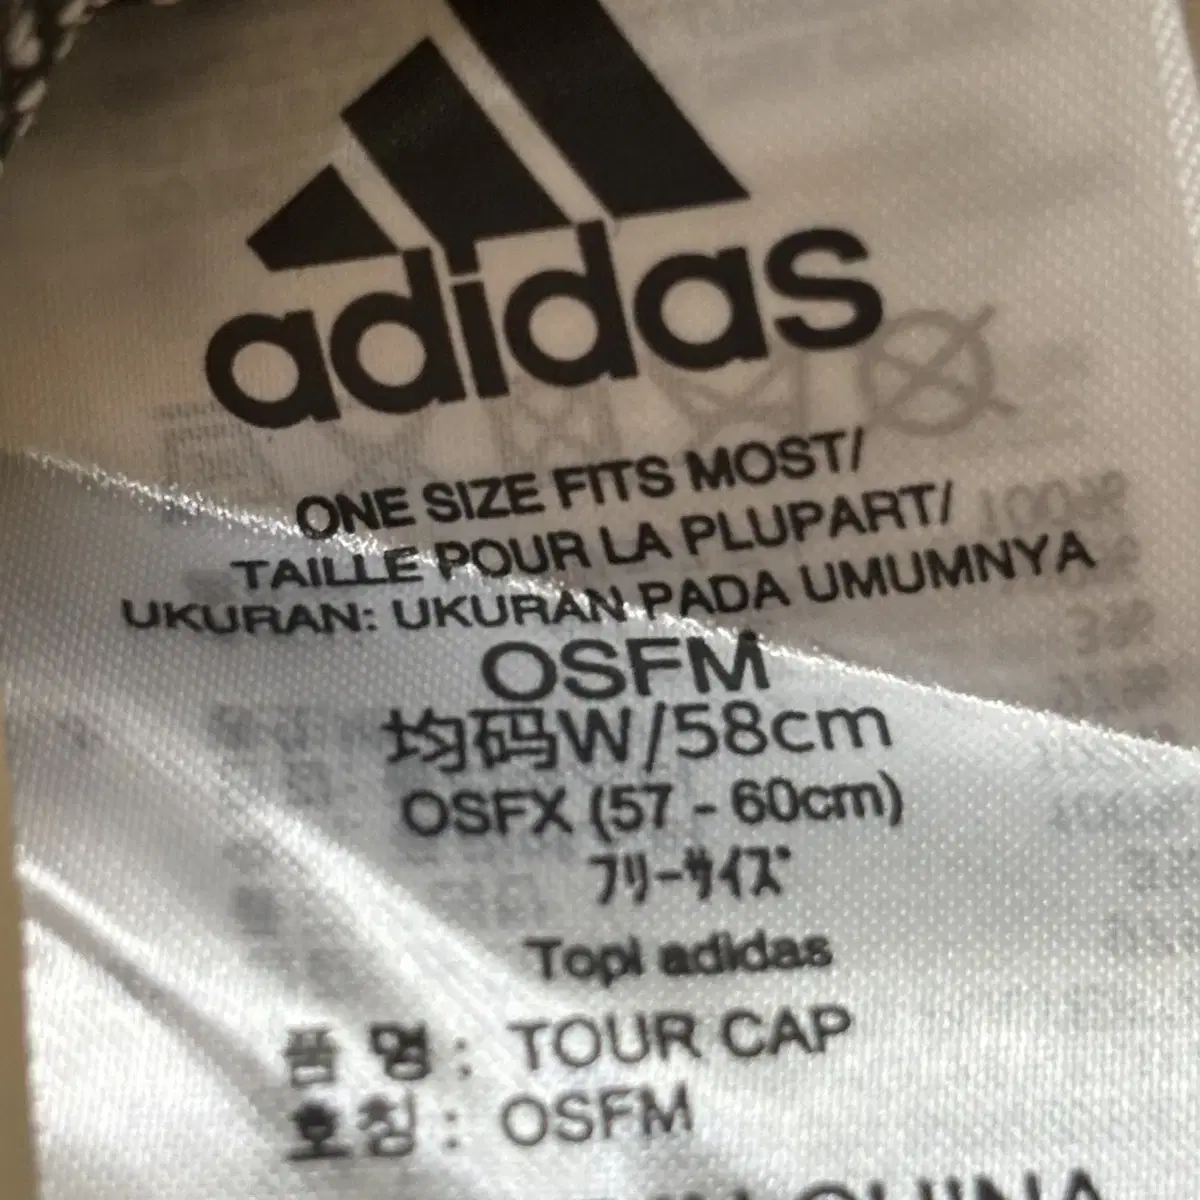 adidas
ONE SIZE FITS MOST/
TAILLE POUR LA PLUPART/
UKURAN: UKURAN PADA UMUMNYA
OSFM
均码W/58cm
OSFX (57 - 60cm)
フリーサイズ
Topi adidas
품 명 : TOUR CAP
호칭 : OSFM
CHINA